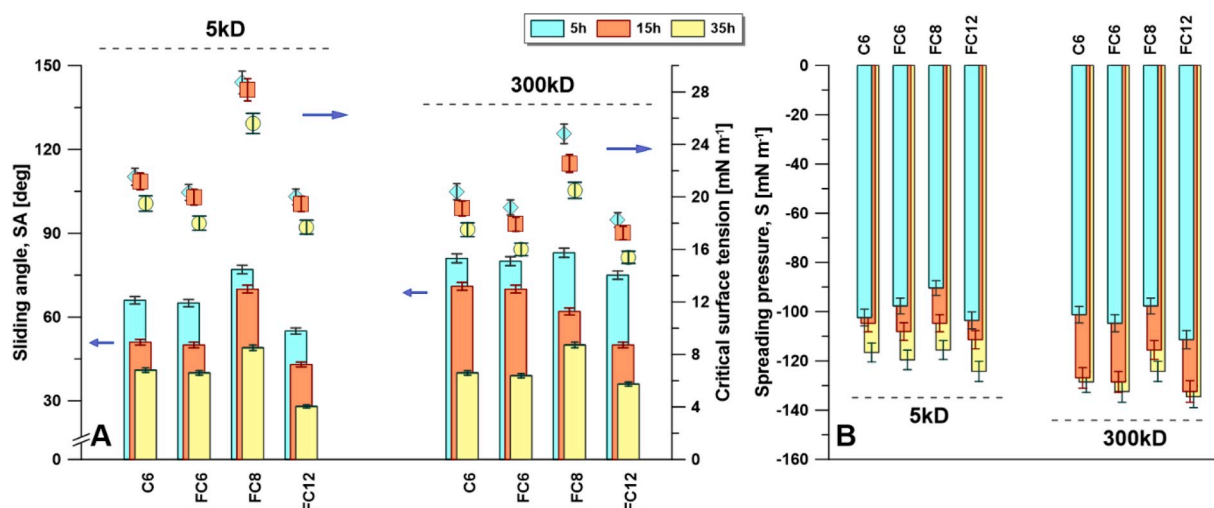 5h 15h 35h
5kD
300kD
Sliding angle, SA [deg]
150
120
90
60
30
0
A
C6 FC6 FC8 FC12
C6 FC6 FC8 FC12
28
24
20
16
12
8
4
0
Critical surface tension [mN m-1]
C6 FC6 FC8 FC12
C6 FC6 FC8 FC12
Spreading pressure, S [mN m-1]
0
-20
-40
-60
-80
-100
-120
-140
-160
5kD
300kD
B